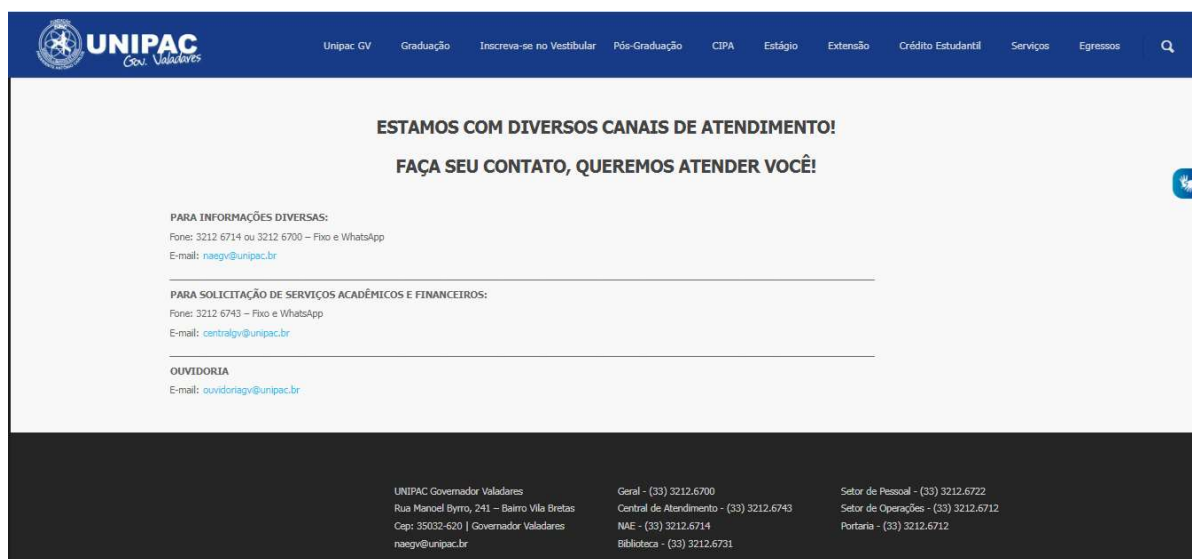 UNIPAC
Gov. Valadares
Unipac GV Graduação Inscreva-se no Vestibular Pós-Graduação CIPA Estágio Extensão Crédito Estudantil Serviços Egressos
ESTAMOS COM DIVERSOS CANAIS DE ATENDIMENTO!
FAÇA SEU CONTATO, QUEREMOS ATENDER VOCÊ!
PARA INFORMAÇÕES DIVERSAS:
Fone: 3212 6714 ou 3212 6700 – Fixo e WhatsApp
E-mail: naegv@unipac.br
PARA SOLICITAÇÃO DE SERVIÇOS ACADÊMICOS E FINANCEIROS:
Fone: 3212 6743 – Fixo e WhatsApp
E-mail: centralgv@unipac.br
OUVIDORIA
E-mail: ouvidoriagv@unipac.br
UNIPAC Governador Valadares
Rua Manoel Byrro, 241 – Bairro Vila Bretas
Cep: 35032-620 | Governador Valadares
naegv@unipac.br
Geral - (33) 3212.6700
Central de Atendimento - (33) 3212.6743
NAE - (33) 3212.6714
Biblioteca - (33) 3212.6731
Setor de Pessoal - (33) 3212.6722
Setor de Operações - (33) 3212.6712
Portaria - (33) 3212.6712